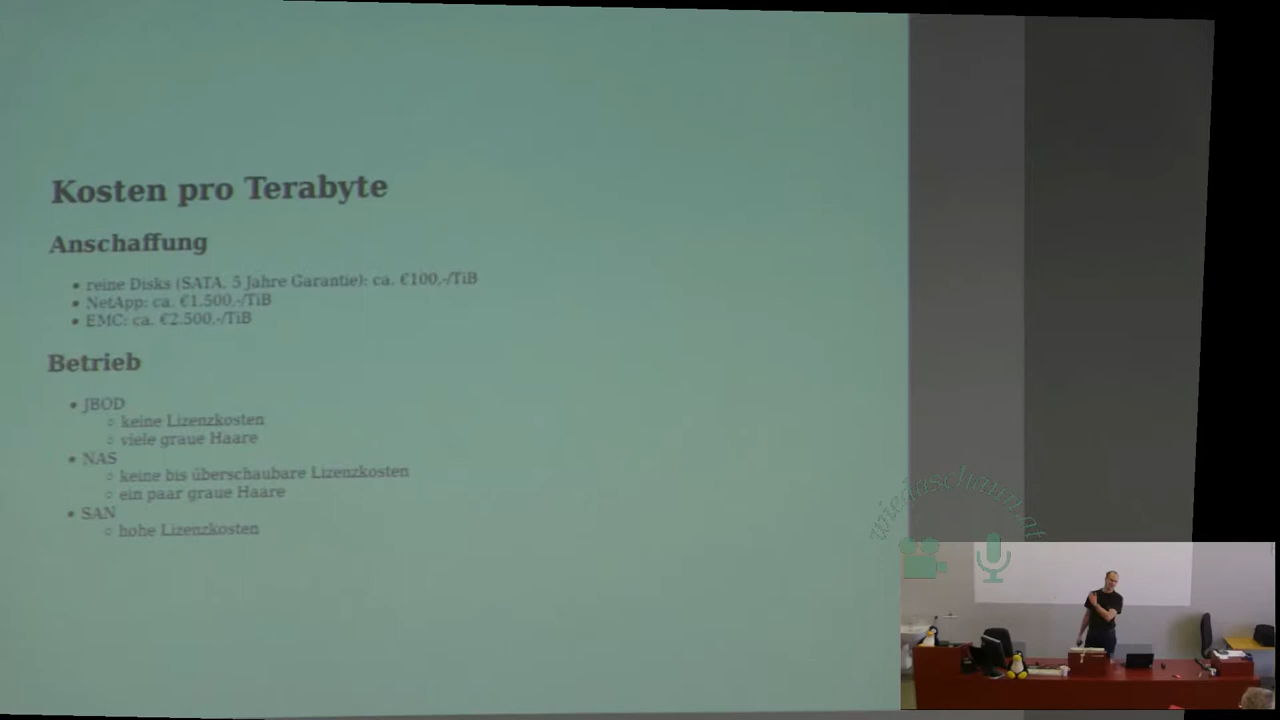 Kosten pro Terabyte
Anschaffung
• reine Disks (SATA, 5 Jahre Garantie): ca. €100,-/TiB
• NetApp: ca. €1.500,-/TiB
• EMC: ca. €2.500,-/TiB
Betrieb
• JBOD
○ keine Lizenzkosten
○ viele graue Haare
• NAS
○ keine bis überschaubare Lizenzkosten
○ ein paar graue Haare
• SAN
○ hohe Lizenzkosten
wiedaschaun.at